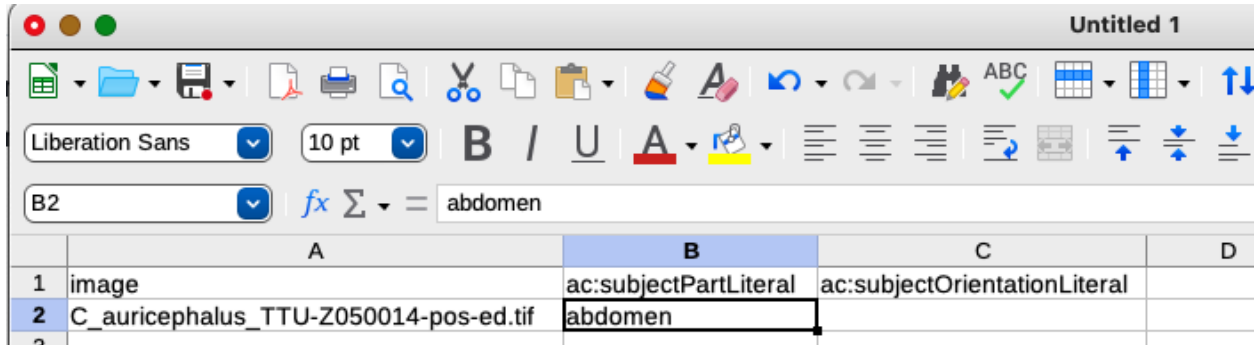 Untitled 1
ABC
Liberation Sans 10 pt B I U A
B2 fx Σ = abdomen
A B C D
1 image ac:subjectPartLiteral ac:subjectOrientationLiteral
2 C_auricephalus_TTU-Z050014-pos-ed.tif abdomen